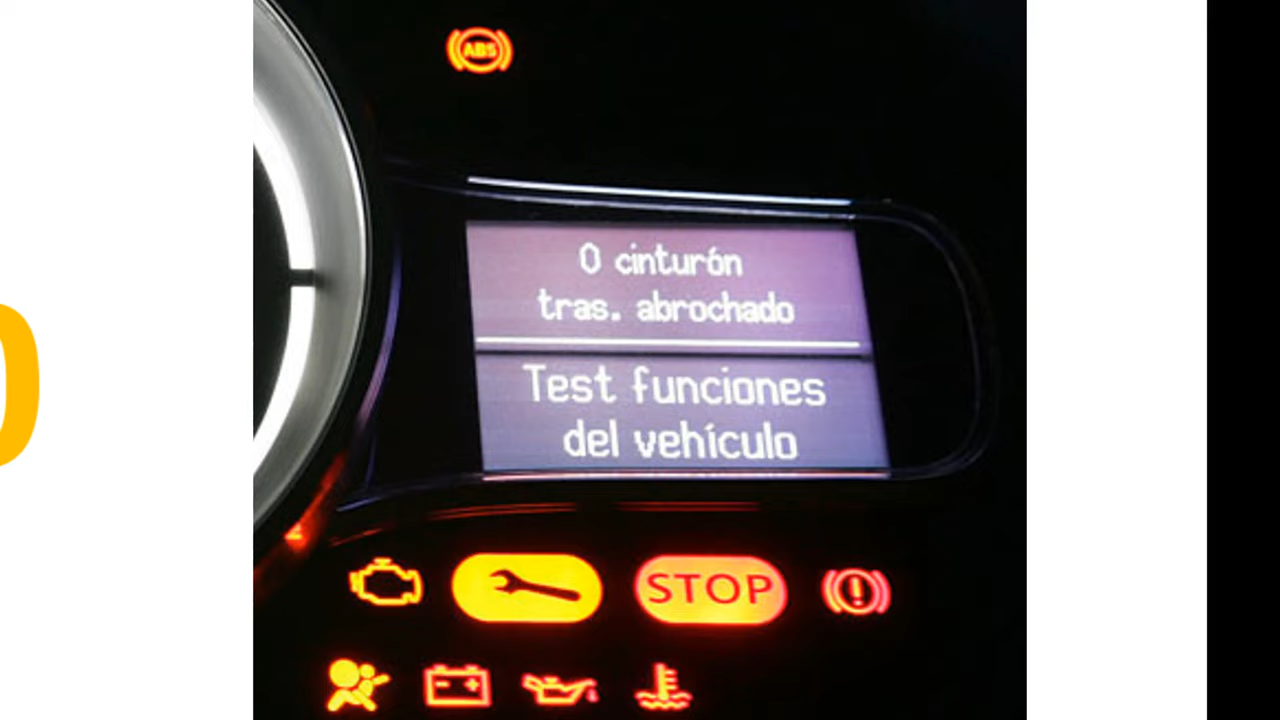 ABS
0 cinturón
tras. abrochado
Test funciones
del vehículo
STOP